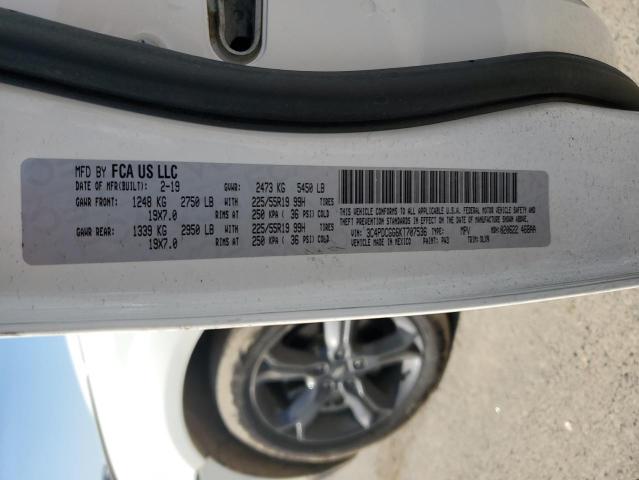 MFD BY FCA US LLC
DATE OF MFR(BUILT): 2-19 GVWR: 2473 KG 5450 LB
GAWR FRONT: 1248 KG 2750 LB WITH 225/55R19 99H TIRES
19X7.0 RIMS AT 250 KPA ( 36 PSI) COLD
GAWR REAR: 1339 KG 2950 LB WITH 225/55R19 99H TIRES
19X7.0 RIMS AT 250 KPA ( 36 PSI) COLD
THIS VEHICLE CONFORMS TO ALL APPLICABLE U.S.A. FEDERAL MOTOR VEHICLE SAFETY AND
THEFT PREVENTION STANDARDS IN EFFECT ON THE DATE OF MANUFACTURE SHOWN ABOVE.
VIN: 3C4PDCGG6KT707536 TYPE: MPV MDH: 020622 468AA
VEHICLE MADE IN MEXICO PAINT: PW3 TRIM: